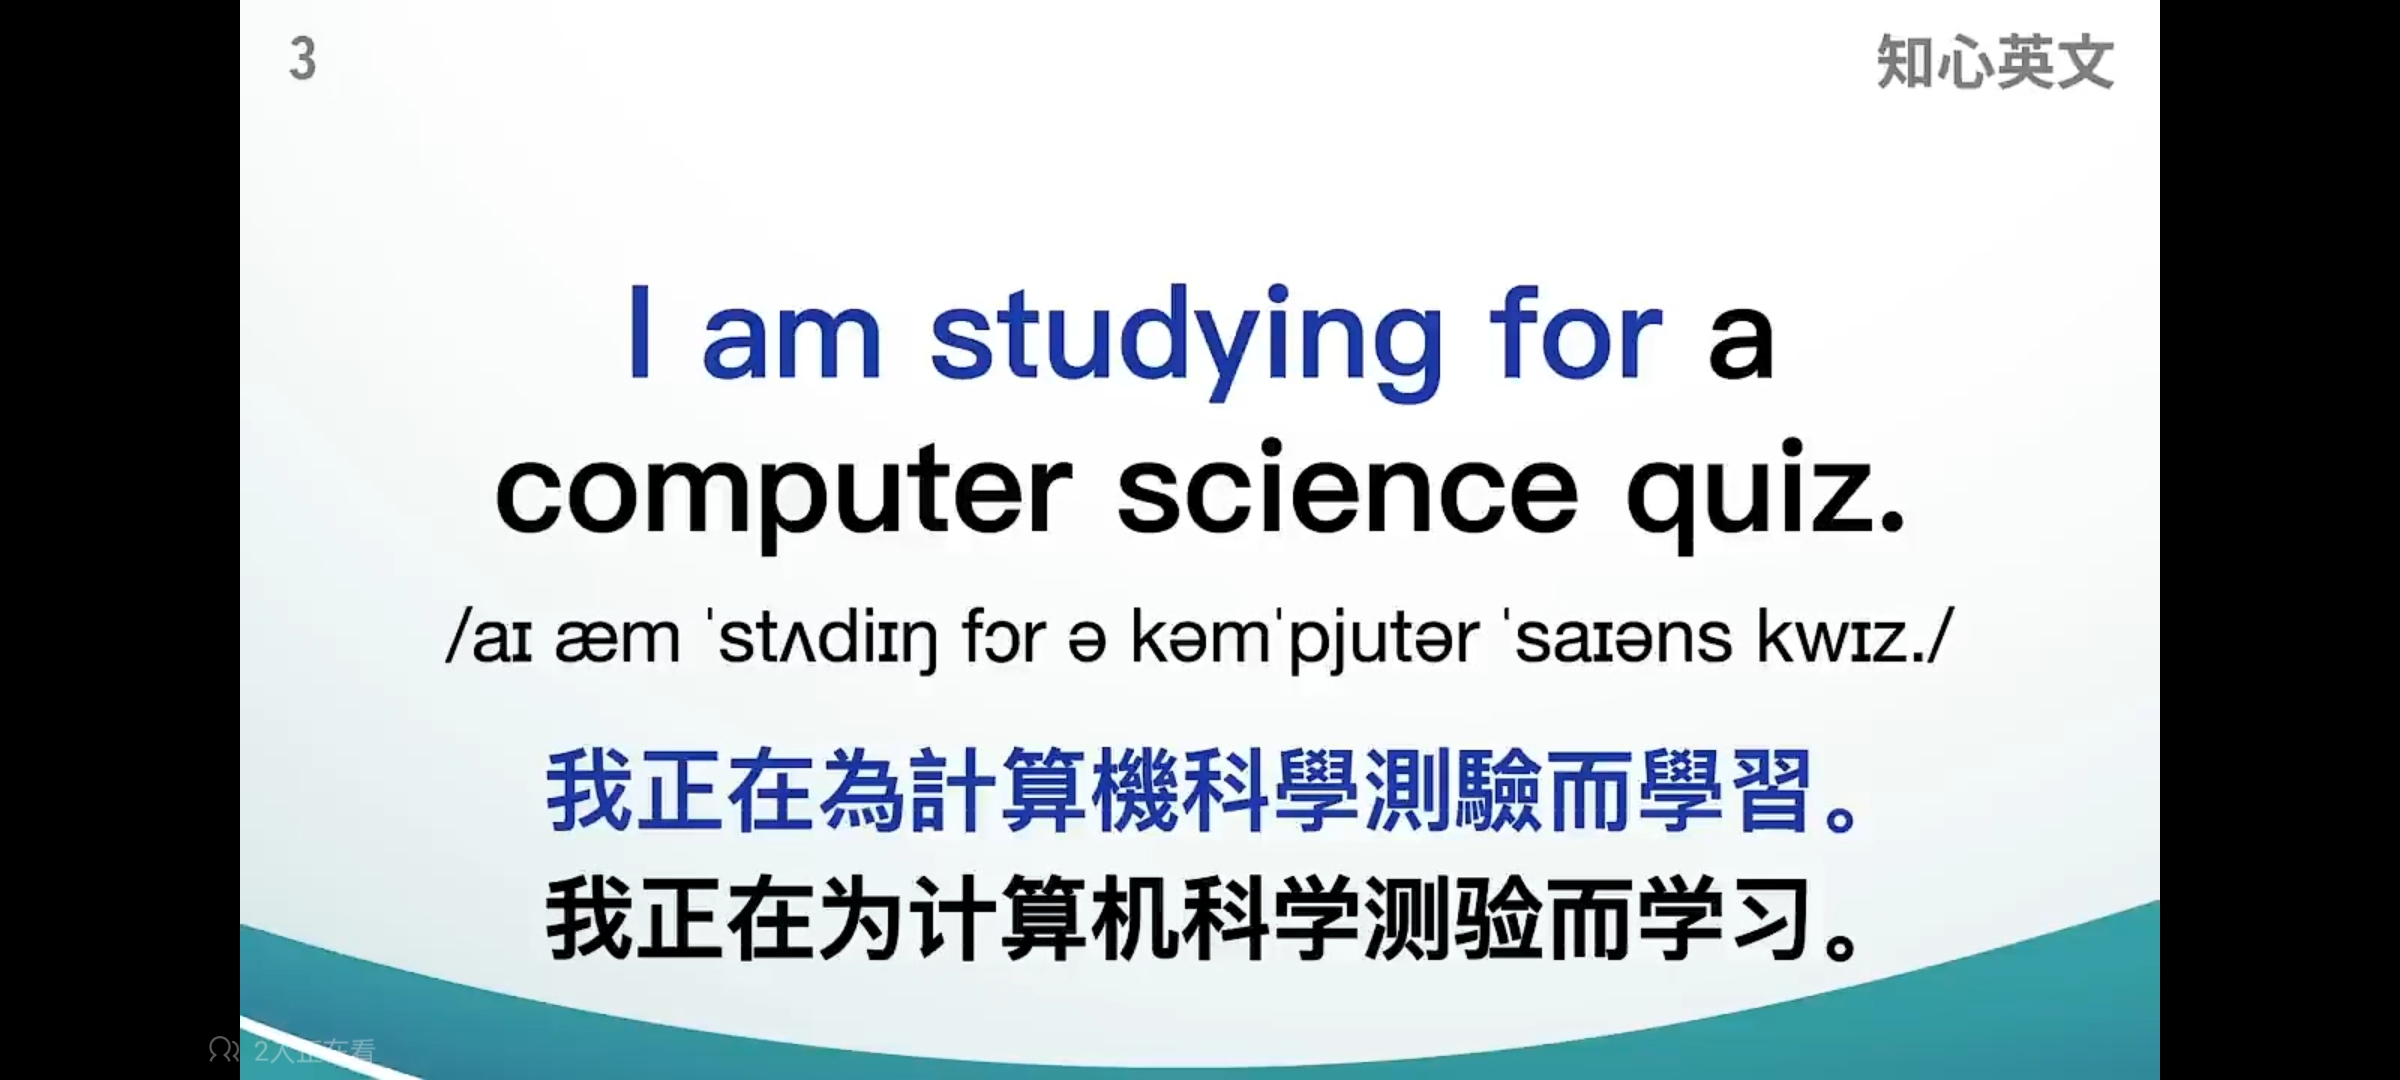 3
知心英文
I am studying for a
computer science quiz.
/aɪ æm ˈstʌdiɪŋ fɔr ə kəmˈpjutər ˈsaɪəns kwɪz./
我正在為計算機科學測驗而學習。
我正在为计算机科学测验而学习。
2人正在看